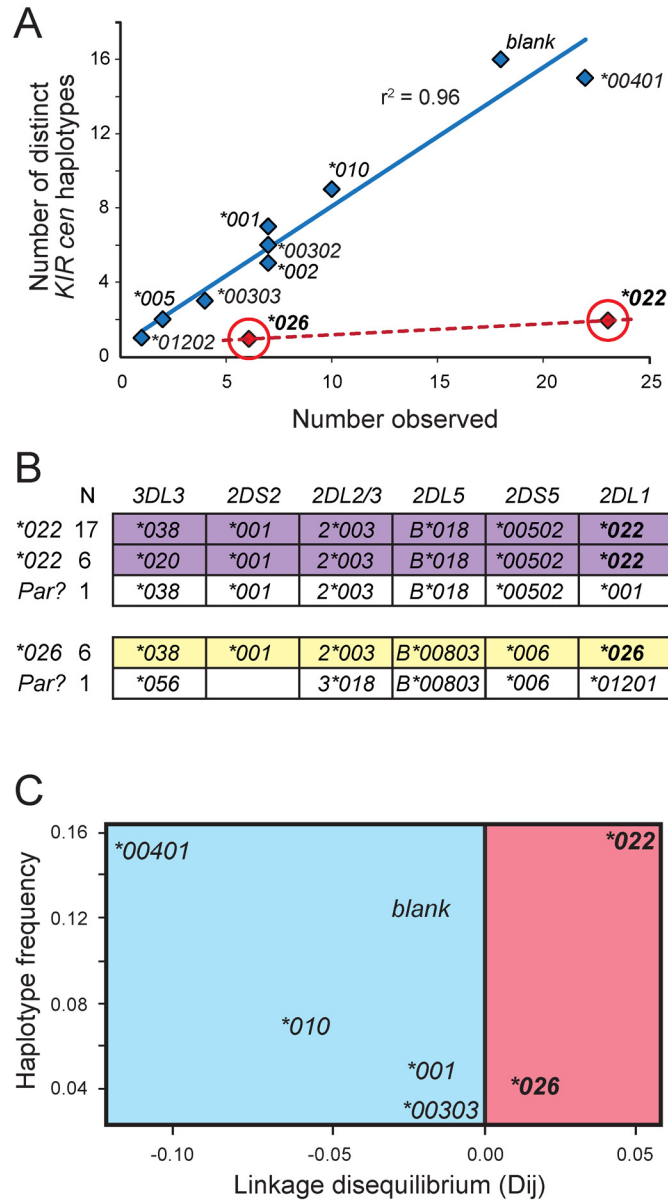 A
Number of distinct
KIR cen haplotypes
16
12
8
4
0
blank
*00401
r² = 0.96
*010
*001
*00302
*002
*005
*00303
*01202
*026
*022
0 5 10 15 20 25
Number observed
B
N 3DL3 2DS2 2DL2/3 2DL5 2DS5 2DL1
*022 17 *038 *001 2*003 B*018 *00502 *022
*022 6 *020 *001 2*003 B*018 *00502 *022
Par? 1 *038 *001 2*003 B*018 *00502 *001
*026 6 *038 *001 2*003 B*00803 *006 *026
Par? 1 *056 3*018 B*00803 *006 *01201
C
Haplotype frequency
0.16
0.12
0.08
0.04
*00401
*022
blank
*010
*001
*026
*00303
-0.10 -0.05 0.00 0.05
Linkage disequilibrium (Dij)